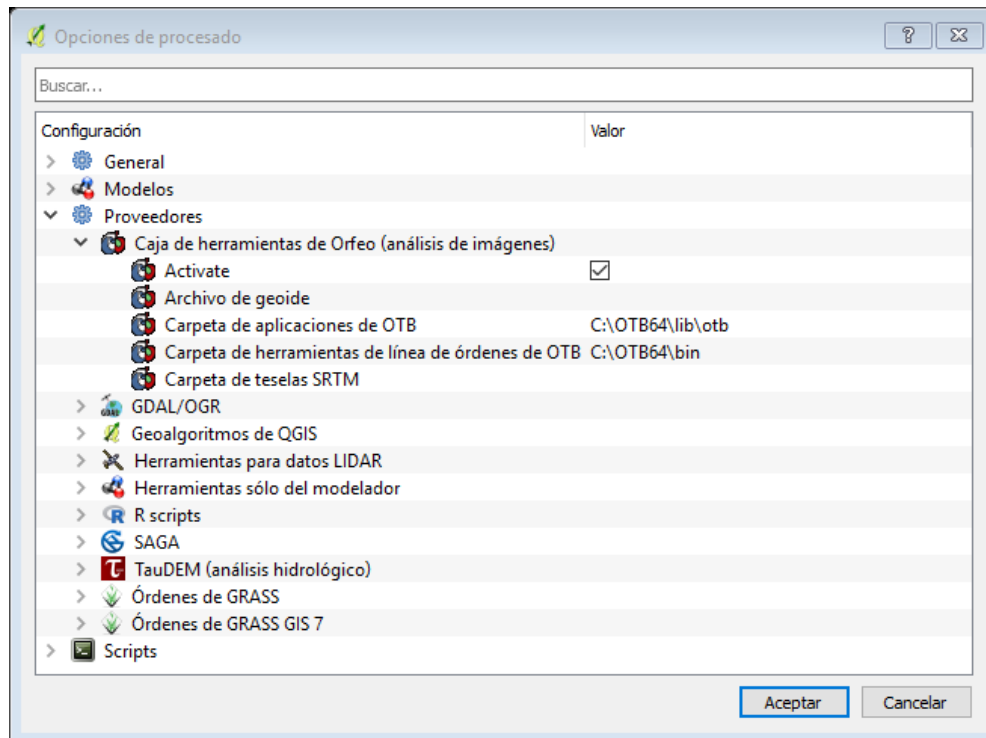 Opciones de procesado
Buscar...
Configuración Valor
General
Modelos
Proveedores
Caja de herramientas de Orfeo (análisis de imágenes)
Activate
Archivo de geoide
Carpeta de aplicaciones de OTB C:\OTB64\lib\otb
Carpeta de herramientas de línea de órdenes de OTB C:\OTB64\bin
Carpeta de teselas SRTM
GDAL/OGR
Geoalgoritmos de QGIS
Herramientas para datos LIDAR
Herramientas sólo del modelador
R scripts
SAGA
TauDEM (análisis hidrológico)
Órdenes de GRASS
Órdenes de GRASS GIS 7
Scripts
Aceptar Cancelar